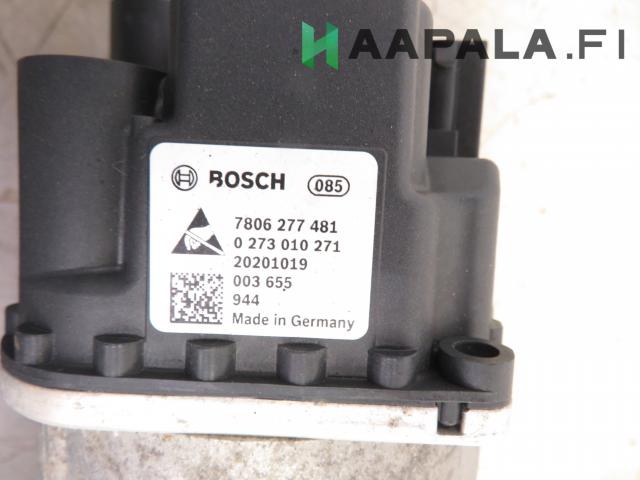 HAAPALA.FI
BOSCH 085
7806 277 481
0 273 010 271
20201019
003 655
944
Made in Germany